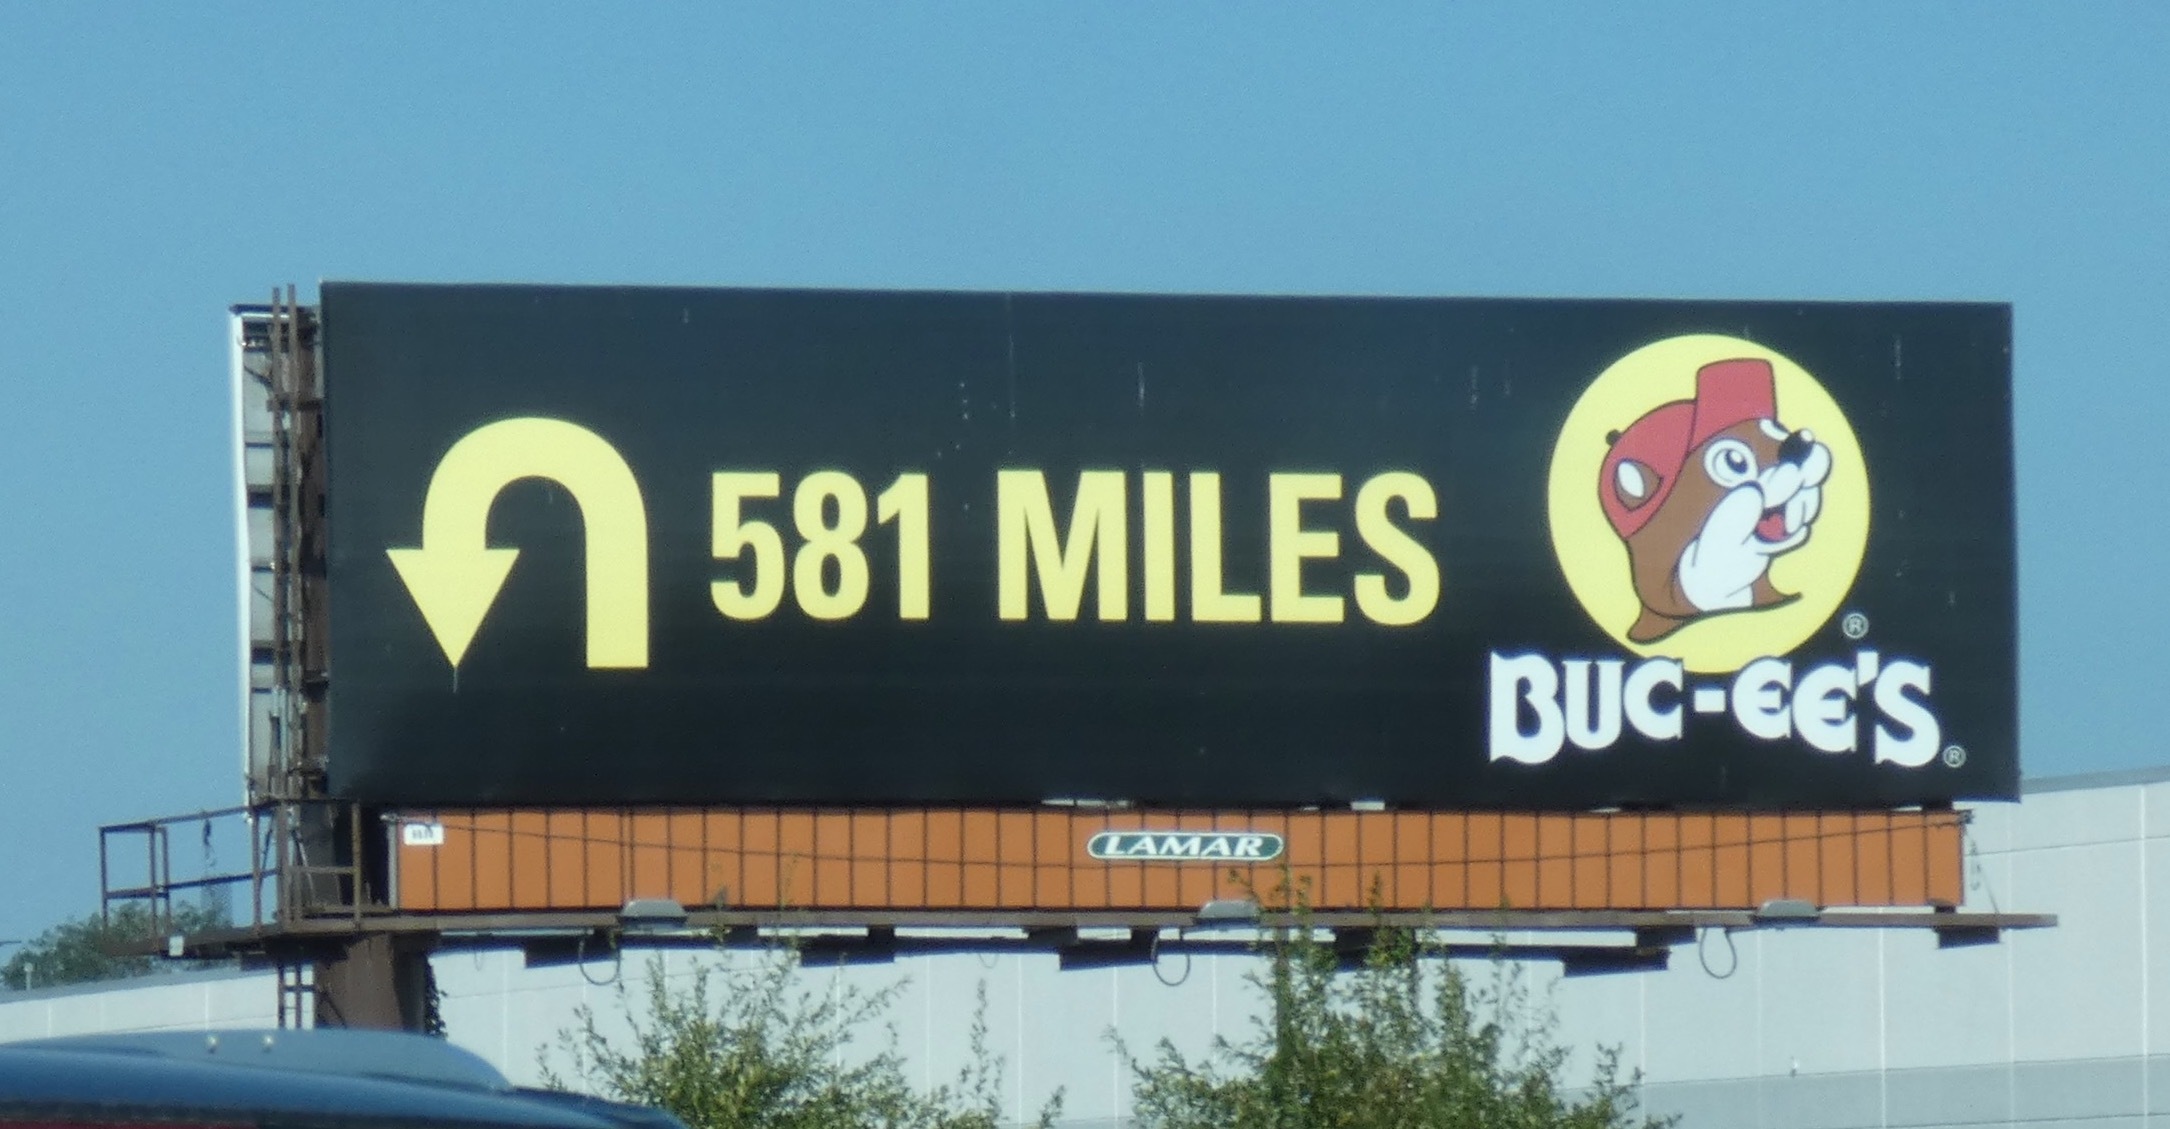 581 MILES
®
BUC-EE'S®
LAMAR